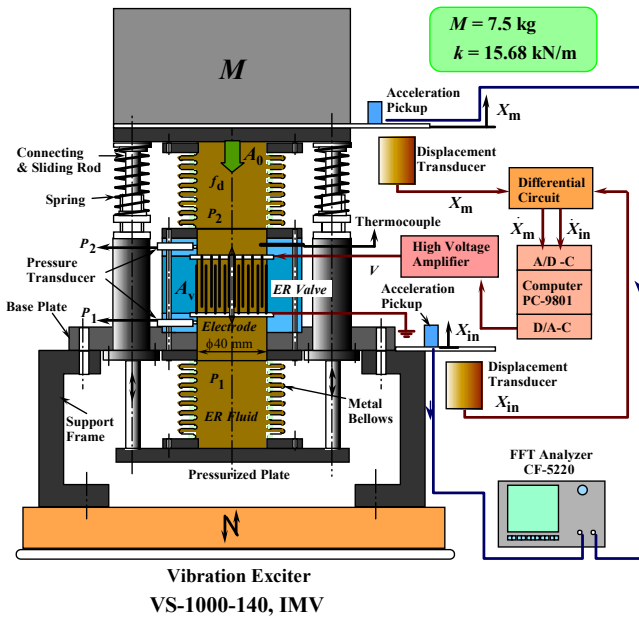 M = 7.5 kg
k = 15.68 kN/m
M
Acceleration
Pickup
Xm
Connecting
& Sliding Rod
Spring
A0
fd
P2
Displacement
Transducer
Xm
Differential
Circuit
Ẋm
Ẋin
Thermocouple
P2
Pressure
Transducer
High Voltage
Amplifier
V
A/D -C
Computer
PC-9801
D/A-C
Av
ER Valve
Acceleration
Pickup
Xin
P1
Base Plate
Electrode
ϕ40 mm
P1
ER Fluid
Metal
Bellows
Displacement
Transducer
Xin
Support
Frame
Pressurized Plate
FFT Analyzer
CF-5220
Vibration Exciter
VS-1000-140, IMV